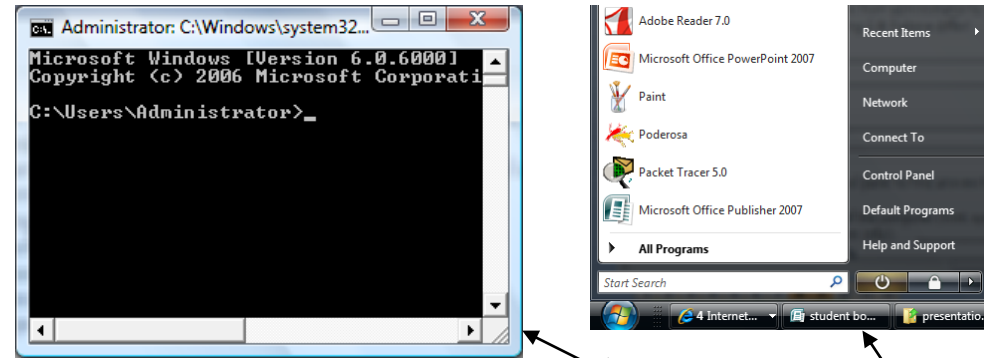 Administrator: C:\Windows\system32...
Microsoft Windows [Version 6.0.6000]
Copyright (c) 2006 Microsoft Corporati
C:\Users\Administrator>_
Adobe Reader 7.0
Microsoft Office PowerPoint 2007
Paint
Poderosa
Packet Tracer 5.0
Microsoft Office Publisher 2007
All Programs
Start Search
Recent Items
Computer
Network
Connect To
Control Panel
Default Programs
Help and Support
4 Internet...
student bo...
presentatio.